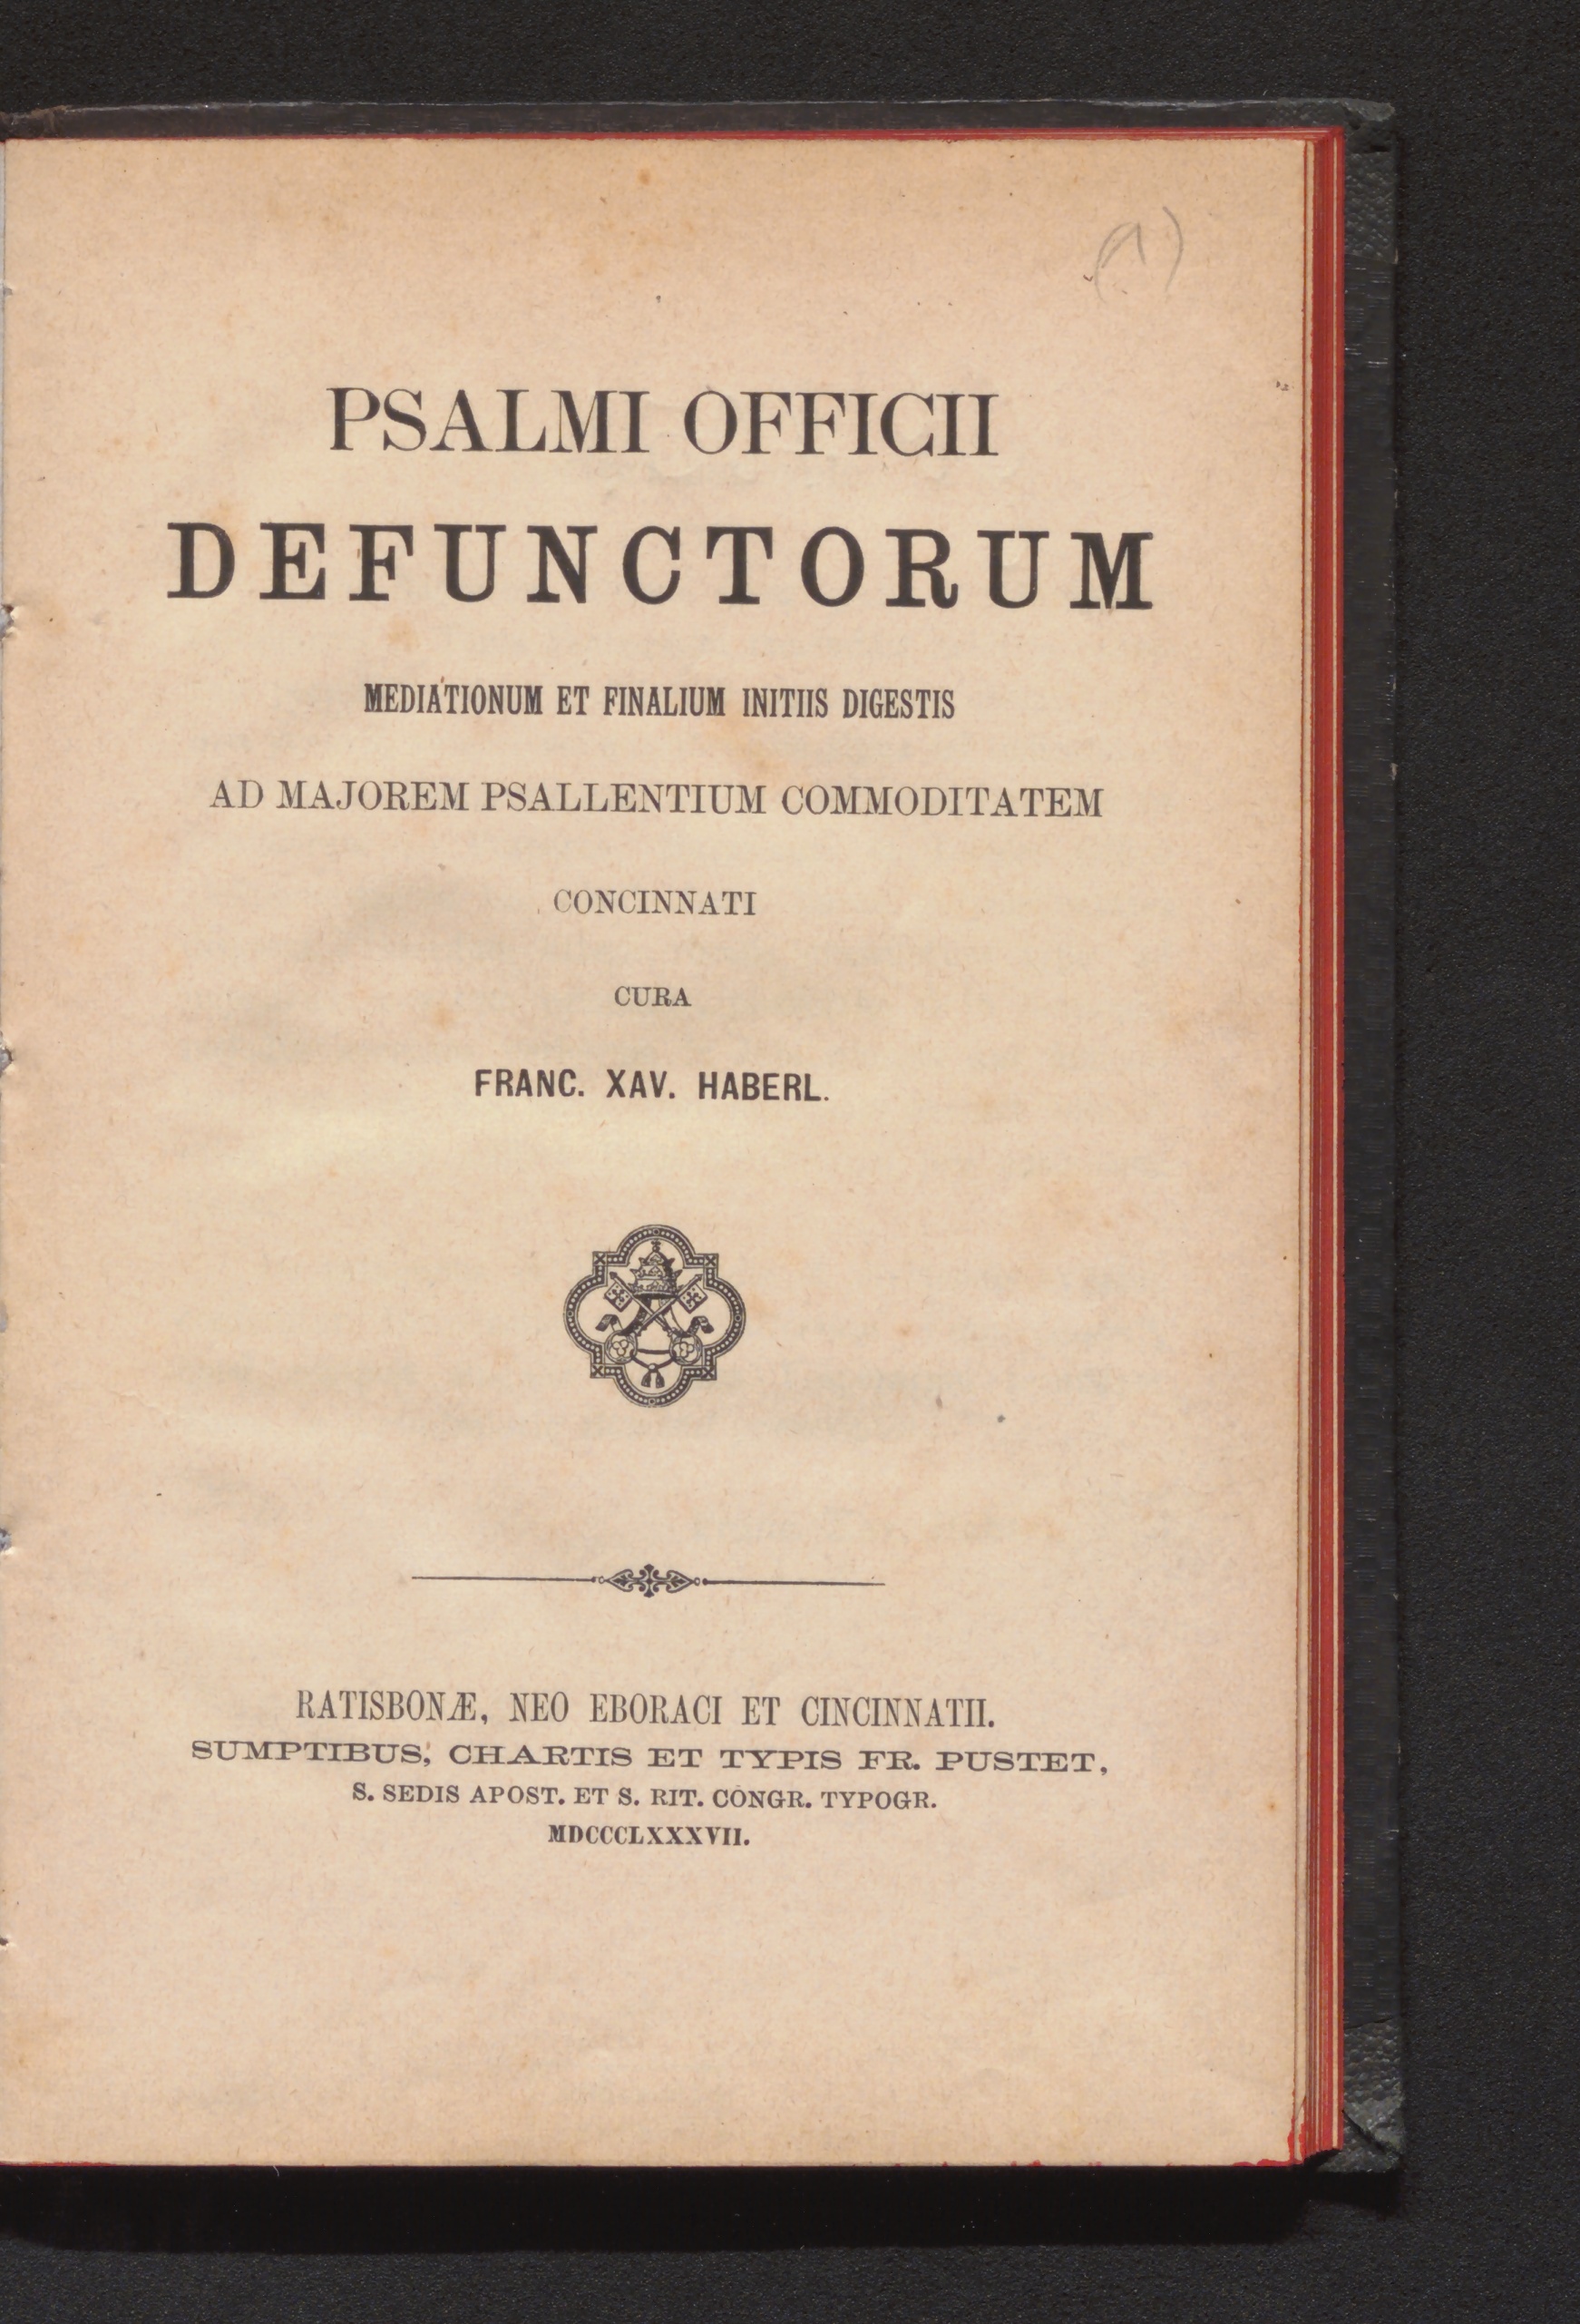 (1)
PSALMI OFFICII
DEFUNCTORUM
MEDIATIONUM ET FINALIUM INITIIS DIGESTIS
AD MAJOREM PSALLENTIUM COMMODITATEM
CONCINNATI
CURA
FRANC. XAV. HABERL.
RATISBONÆ, NEO EBORACI ET CINCINNATII.
SUMPTIBUS, CHARTIS ET TYPIS FR. PUSTET,
S. SEDIS APOST. ET S. RIT. CONGR. TYPOGR.
MDCCCLXXXVII.